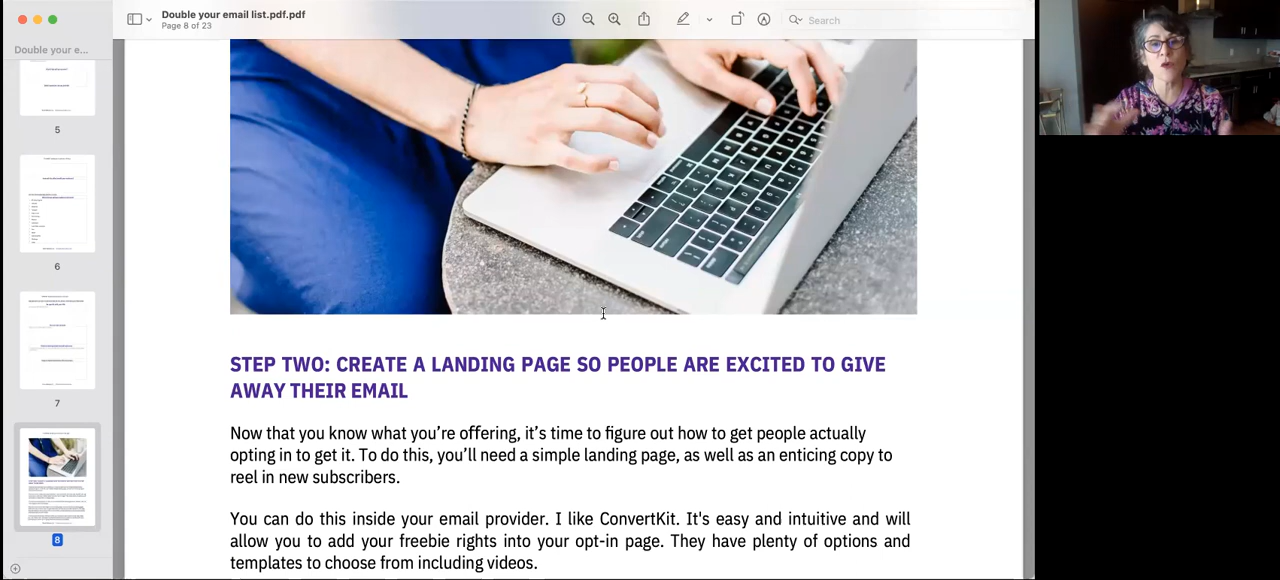 Double your email list.pdf.pdf
Page 8 of 23
Search
Double your e...
5
6
7
8
STEP TWO: CREATE A LANDING PAGE SO PEOPLE ARE EXCITED TO GIVE
AWAY THEIR EMAIL
Now that you know what you’re offering, it’s time to figure out how to get people actually
opting in to get it. To do this, you’ll need a simple landing page, as well as an enticing copy to
reel in new subscribers.
You can do this inside your email provider. I like ConvertKit. It's easy and intuitive and will
allow you to add your freebie rights into your opt-in page. They have plenty of options and
templates to choose from including videos.